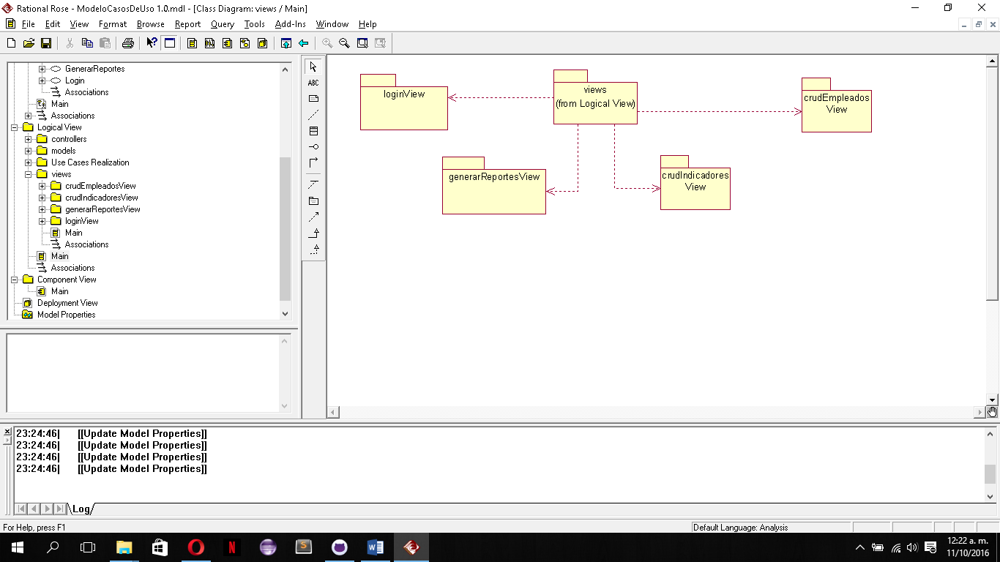 Rational Rose - ModeloCasosDeUso 1.0.mdl - [Class Diagram: views / Main]
File Edit View Format Browse Report Query Tools Add-Ins Window Help
GenerarReportes
Login
Associations
Main
Associations
Logical View
controllers
models
Use Cases Realization
views
crudEmpleadosView
crudIndicadoresView
generarReportesView
loginView
Main
Associations
Main
Associations
Component View
Main
Deployment View
Model Properties
ABC
loginView
views
(from Logical View)
crudEmpleados
View
generarReportesView
crudIndicadores
View
23:24:46| [[Update Model Properties]]
23:24:46| [[Update Model Properties]]
23:24:46| [[Update Model Properties]]
23:24:46| [[Update Model Properties]]
Log
For Help, press F1
Default Language: Analysis
12:22 a. m.
11/10/2016